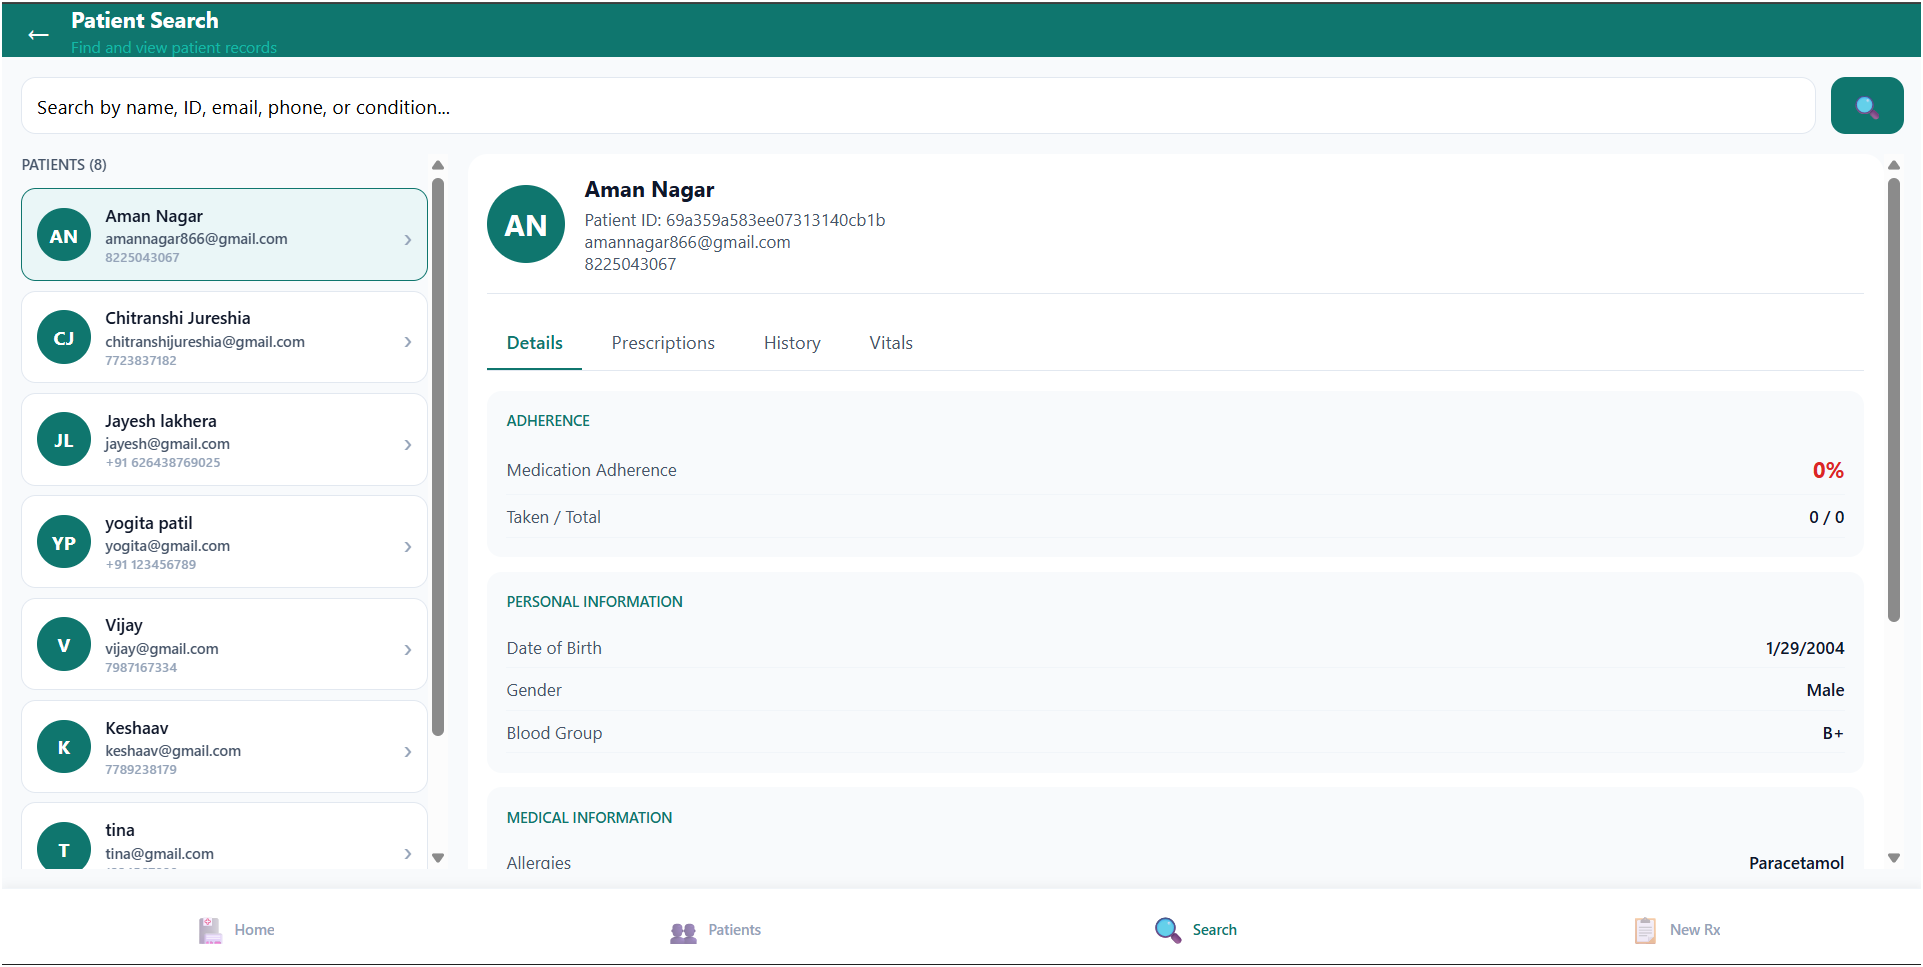 Patient Search
Find and view patient records
Search by name, ID, email, phone, or condition...
PATIENTS (8)
AN
Aman Nagar
amannagar866@gmail.com
8225043067
CJ
Chitranshi Jureshia
chitranshijureshia@gmail.com
7723837182
JL
Jayesh lakhera
jayesh@gmail.com
+91 626438769025
YP
yogita patil
yogita@gmail.com
+91 123456789
V
Vijay
vijay@gmail.com
7987167334
K
Keshaav
keshaav@gmail.com
7789238179
T
tina
tina@gmail.com
AN
Aman Nagar
Patient ID: 69a359a583ee07313140cb1b
amannagar866@gmail.com
8225043067
Details Prescriptions History Vitals
ADHERENCE
Medication Adherence 0%
Taken / Total 0 / 0
PERSONAL INFORMATION
Date of Birth 1/29/2004
Gender Male
Blood Group B+
MEDICAL INFORMATION
Allergies Paracetamol
Home Patients Search New Rx